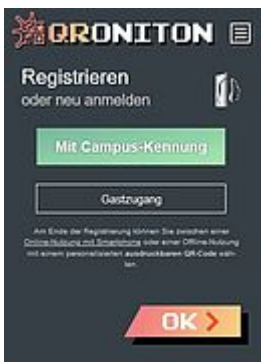 QRONITON
Registrieren
oder neu anmelden
Mit Campus-Kennung
Gastzugang
Am Ende der Registrierung können Sie zwischen einer
Online-Nutzung mit Smartphone oder einer Offline-Nutzung
mit einem personalisierten ausdruckbaren QR-Code wäh-
len.
OK >